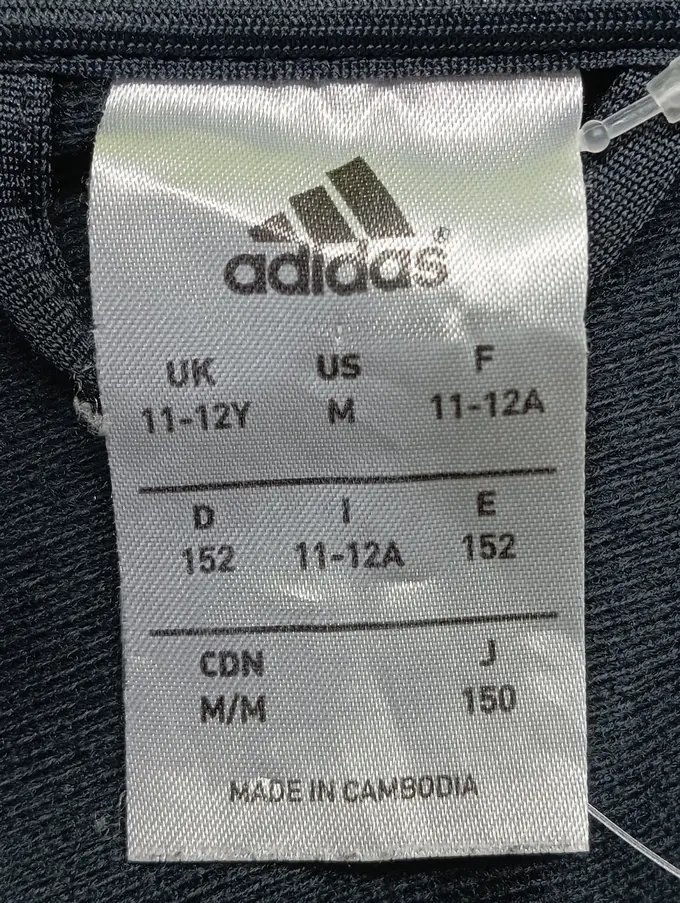 adidas®
UK US F
11-12Y M 11-12A
D I E
152 11-12A 152
CDN J
M/M 150
MADE IN CAMBODIA